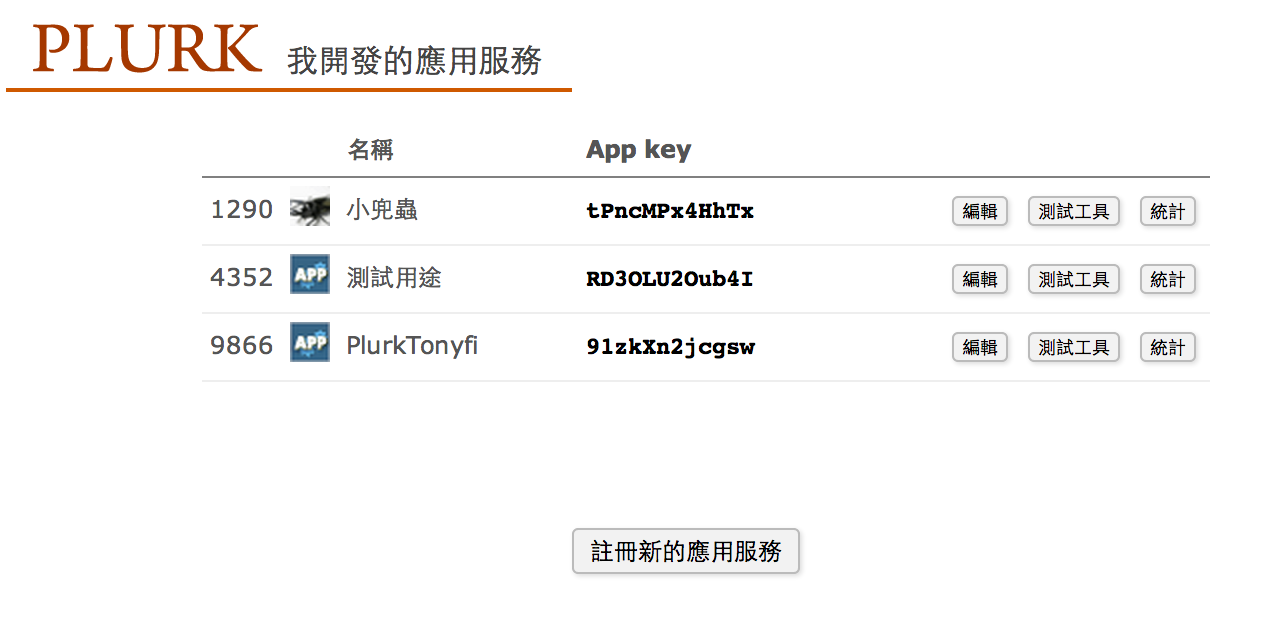 PLURK 我開發的應用服務
名稱 App key
1290 小兜蟲 tPncMPx4HhTx 編輯 測試工具 統計
4352 APP 測試用途 RD3OLU2Oub4I 編輯 測試工具 統計
9866 APP PlurkTonyfi 91zkXn2jcgsw 編輯 測試工具 統計
註冊新的應用服務